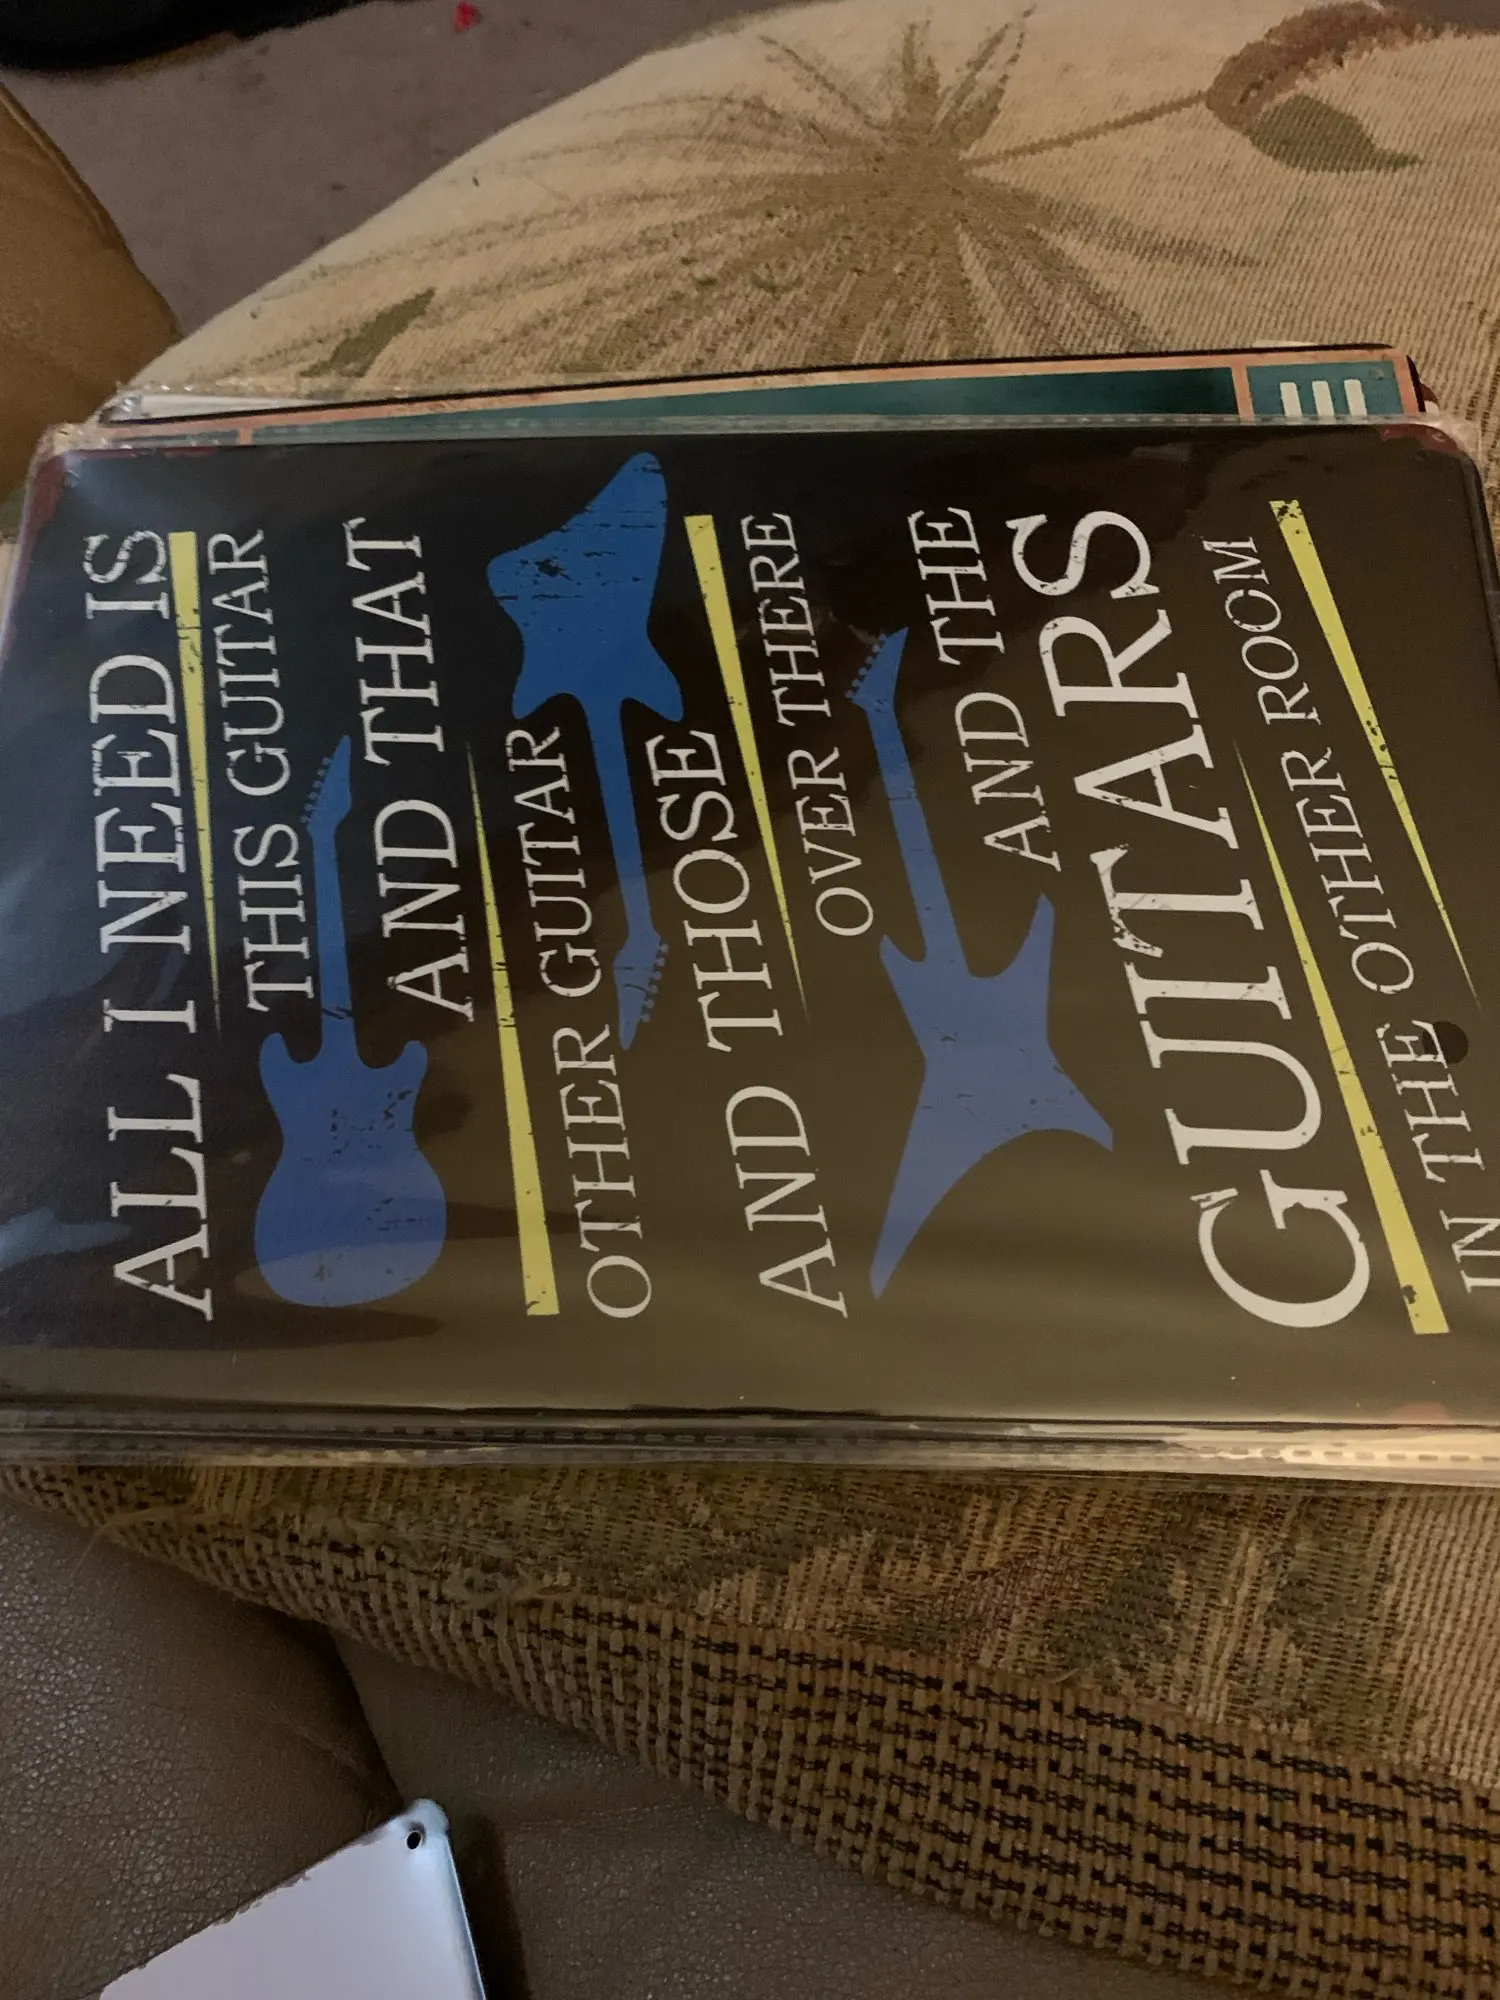 ALL I NEED IS
THIS GUITAR
AND THAT
OTHER GUITAR
AND THOSE
OVER THERE
AND THE
GUITARS
IN THE OTHER ROOM